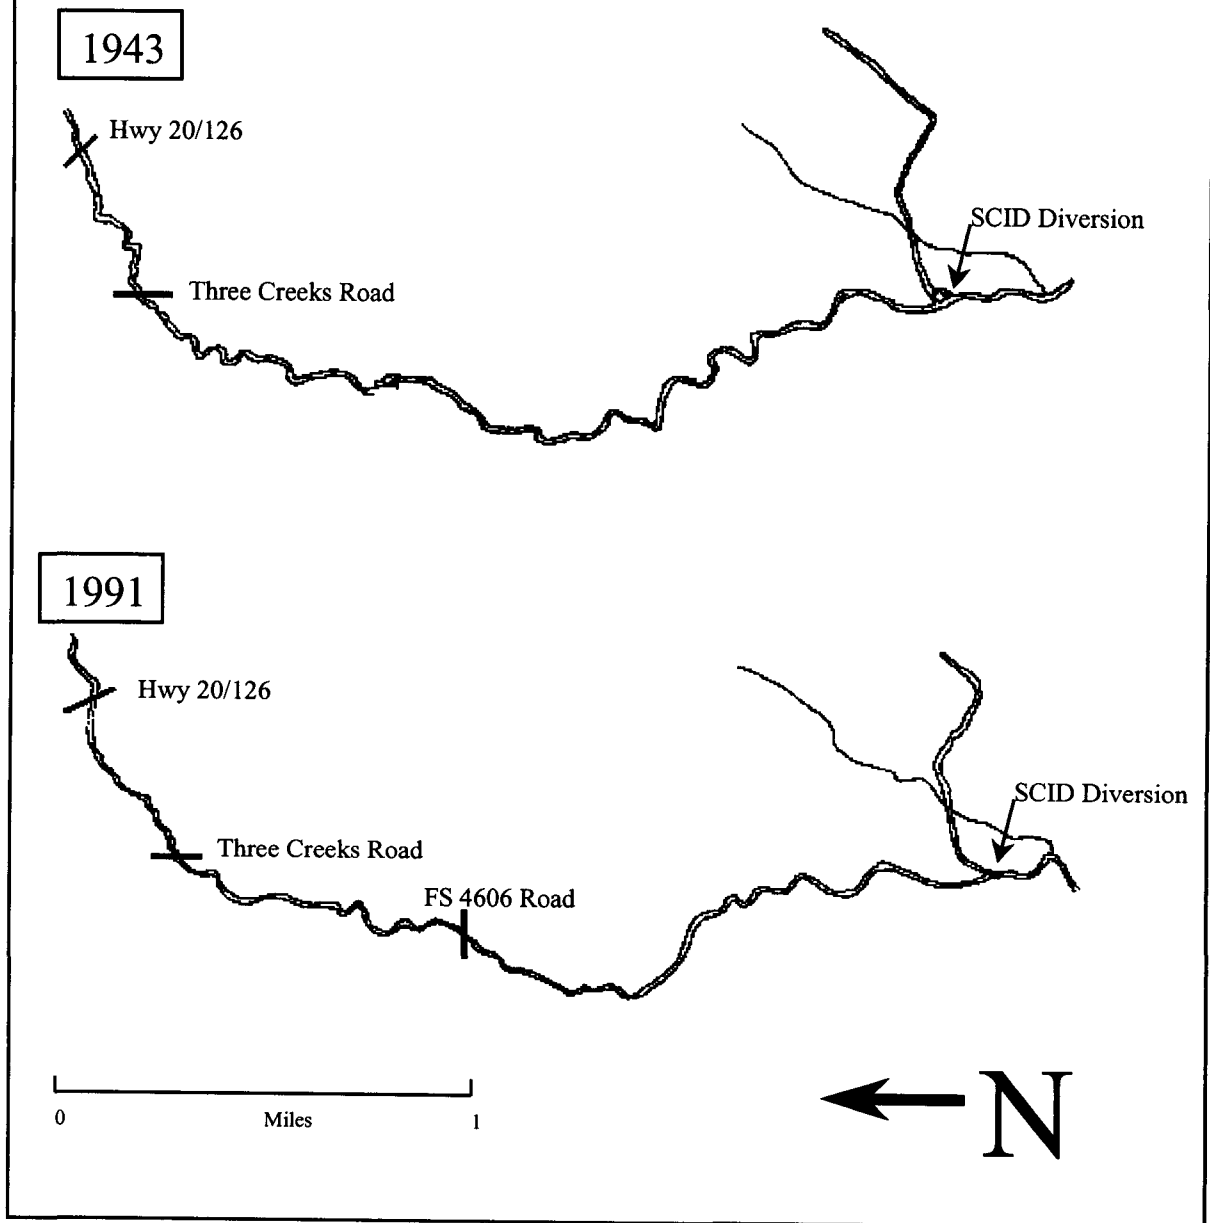 1943
Hwy 20/126
SCID Diversion
Three Creeks Road
1991
Hwy 20/126
SCID Diversion
Three Creeks Road
FS 4606 Road
0 Miles 1
N